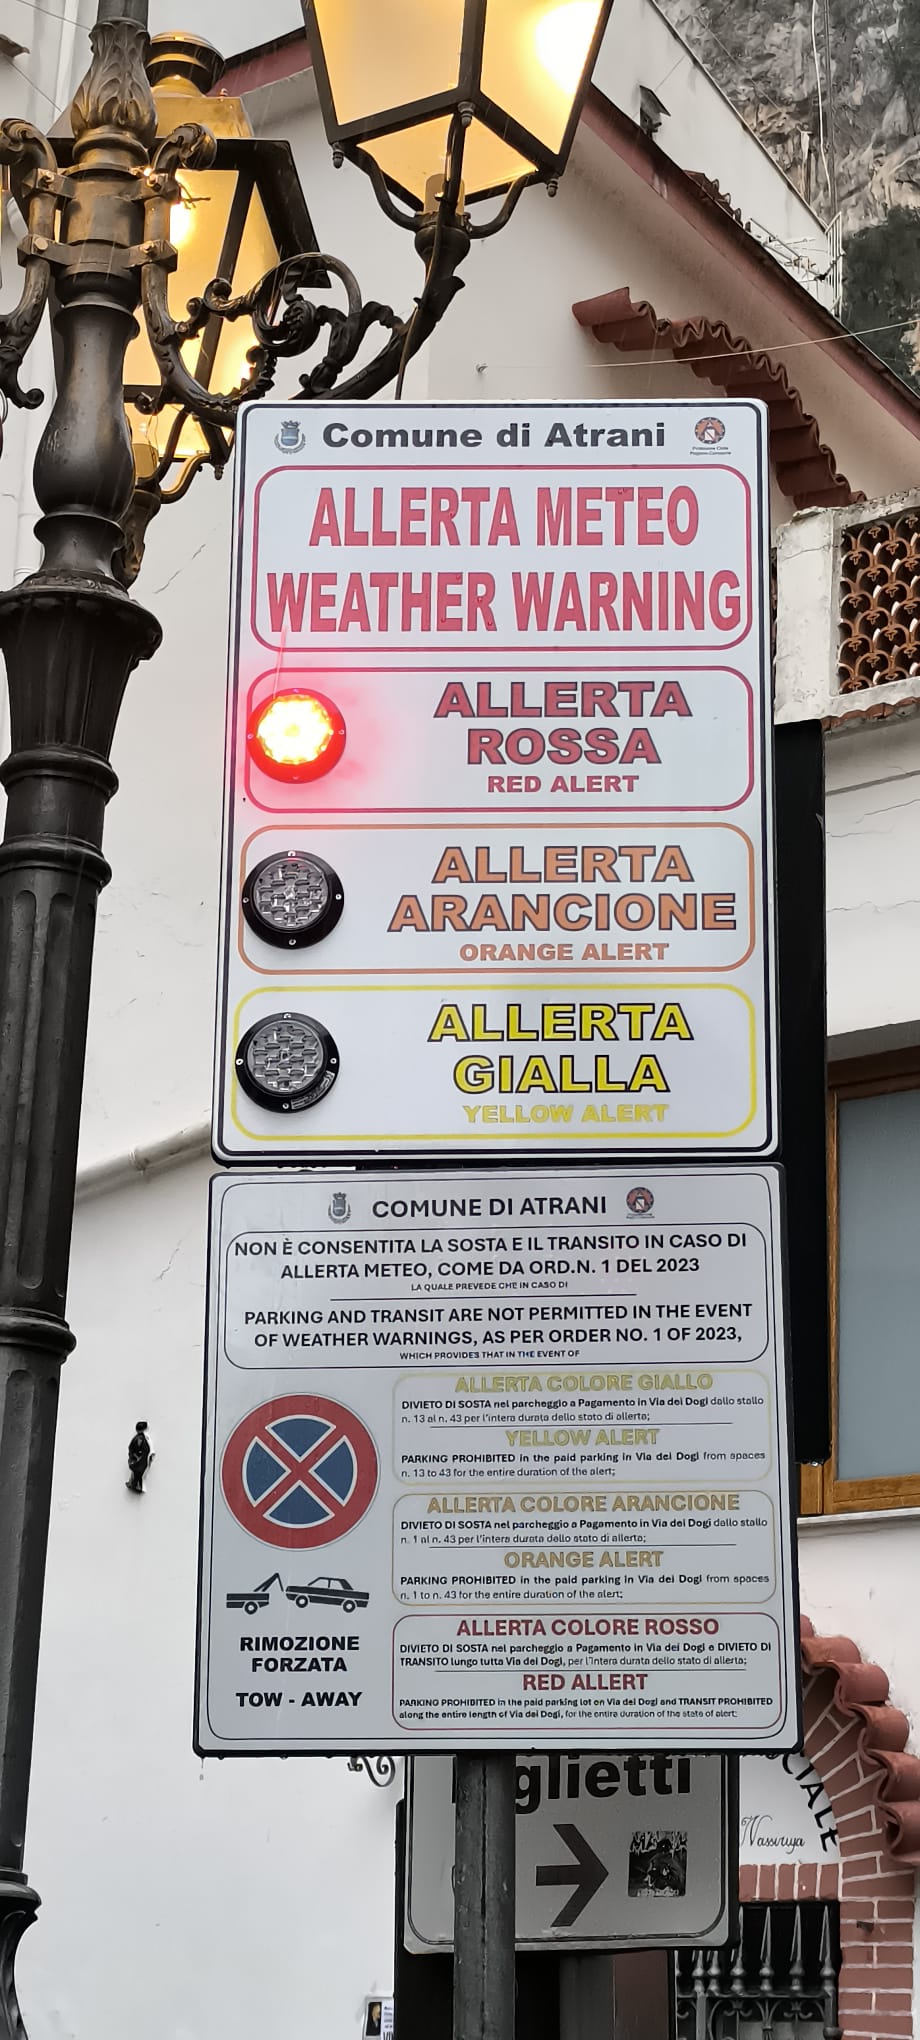 Comune di Atrani
Protezione Civile
Regione Campania
ALLERTA METEO
WEATHER WARNING
ALLERTA
ROSSA
RED ALERT
ALLERTA
ARANCIONE
ORANGE ALERT
ALLERTA
GIALLA
YELLOW ALERT
COMUNE DI ATRANI
NON È CONSENTITA LA SOSTA E IL TRANSITO IN CASO DI
ALLERTA METEO, COME DA ORD.N. 1 DEL 2023
LA QUALE PREVEDE CHE IN CASO DI
PARKING AND TRANSIT ARE NOT PERMITTED IN THE EVENT
OF WEATHER WARNINGS, AS PER ORDER NO. 1 OF 2023,
WHICH PROVIDES THAT IN THE EVENT OF
ALLERTA COLORE GIALLO
DIVIETO DI SOSTA nel parcheggio a Pagamento in Via dei Dogi dallo stallo
n. 13 al n. 43 per l'intera durata dello stato di allerta;
YELLOW ALERT
PARKING PROHIBITED in the paid parking in Via dei Dogi from spaces
n. 13 to 43 for the entire duration of the alert;
ALLERTA COLORE ARANCIONE
DIVIETO DI SOSTA nel parcheggio a Pagamento in Via dei Dogi dallo stallo
n. 1 al n. 43 per l'intera durata dello stato di allerta;
ORANGE ALERT
PARKING PROHIBITED in the paid parking in Via dei Dogi from spaces
n. 1 to n. 43 for the entire duration of the alert;
ALLERTA COLORE ROSSO
DIVIETO DI SOSTA nel parcheggio a Pagamento in Via dei Dogi e DIVIETO DI
TRANSITO lungo tutta Via dei Dogi, per l'intera durata dello stato di allerta;
RED ALLERT
PARKING PROHIBITED in the paid parking lot on Via dei Dogi and TRANSIT PROHIBITED
along the entire length of Via dei Dogi, for the entire duration of the state of alert;
RIMOZIONE
FORZATA
TOW - AWAY
glietti
CIALE